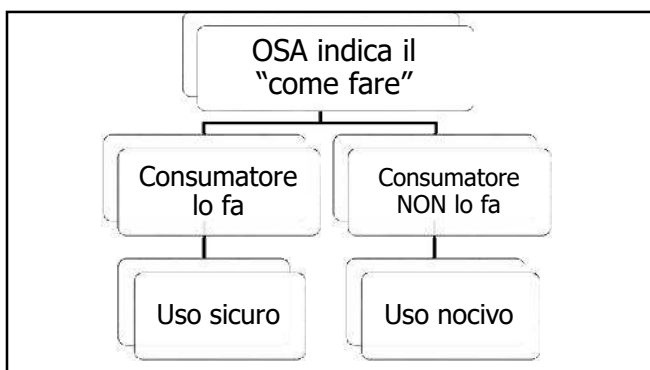 OSA indica il
“come fare”
Consumatore
lo fa
Consumatore
NON lo fa
Uso sicuro
Uso nocivo